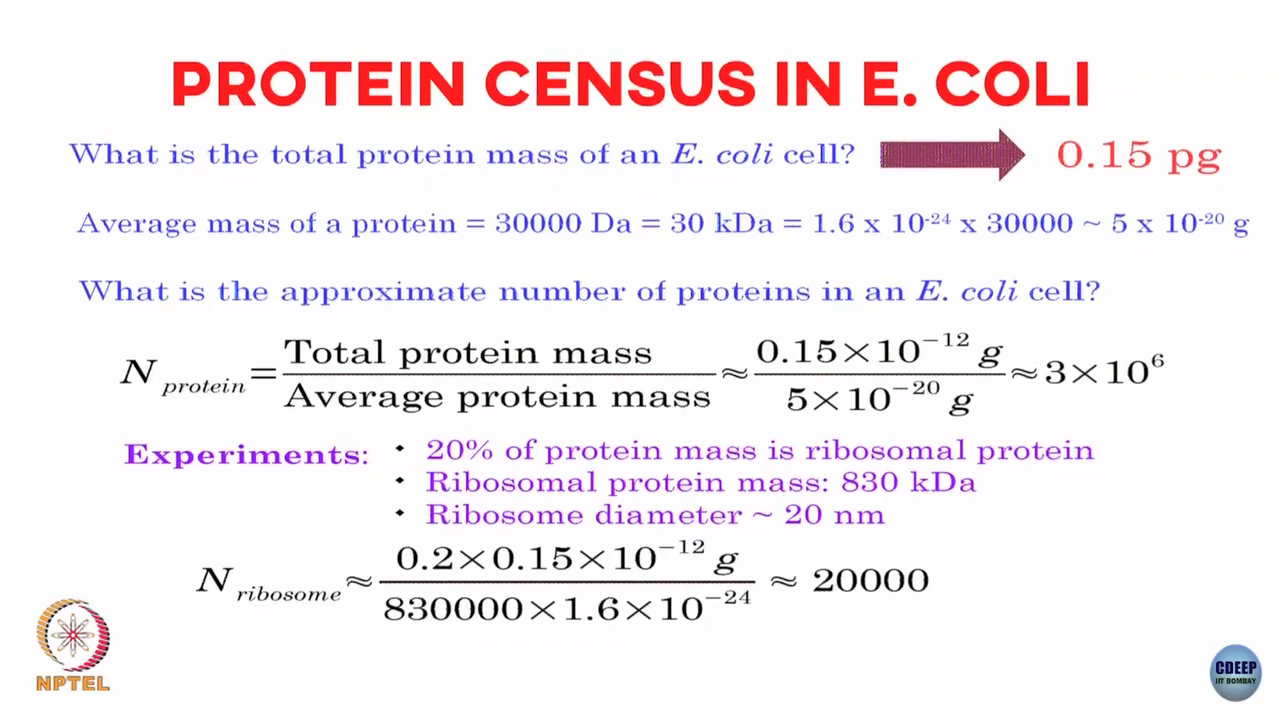 PROTEIN CENSUS IN E. COLI
What is the total protein mass of an E. coli cell? 0.15 pg
Average mass of a protein = 30000 Da = 30 kDa = 1.6 x 10⁻²⁴ x 30000 ~ 5 x 10⁻²⁰ g
What is the approximate number of proteins in an E. coli cell?
N_protein = Total protein mass / Average protein mass ≈ 0.15×10⁻¹² g / 5×10⁻²⁰ g ≈ 3×10⁶
Experiments: • 20% of protein mass is ribosomal protein
• Ribosomal protein mass: 830 kDa
• Ribosome diameter ~ 20 nm
N_ribosome ≈ 0.2×0.15×10⁻¹² g / 830000×1.6×10⁻²⁴ ≈ 20000
NPTEL
CDEEP
IIT BOMBAY